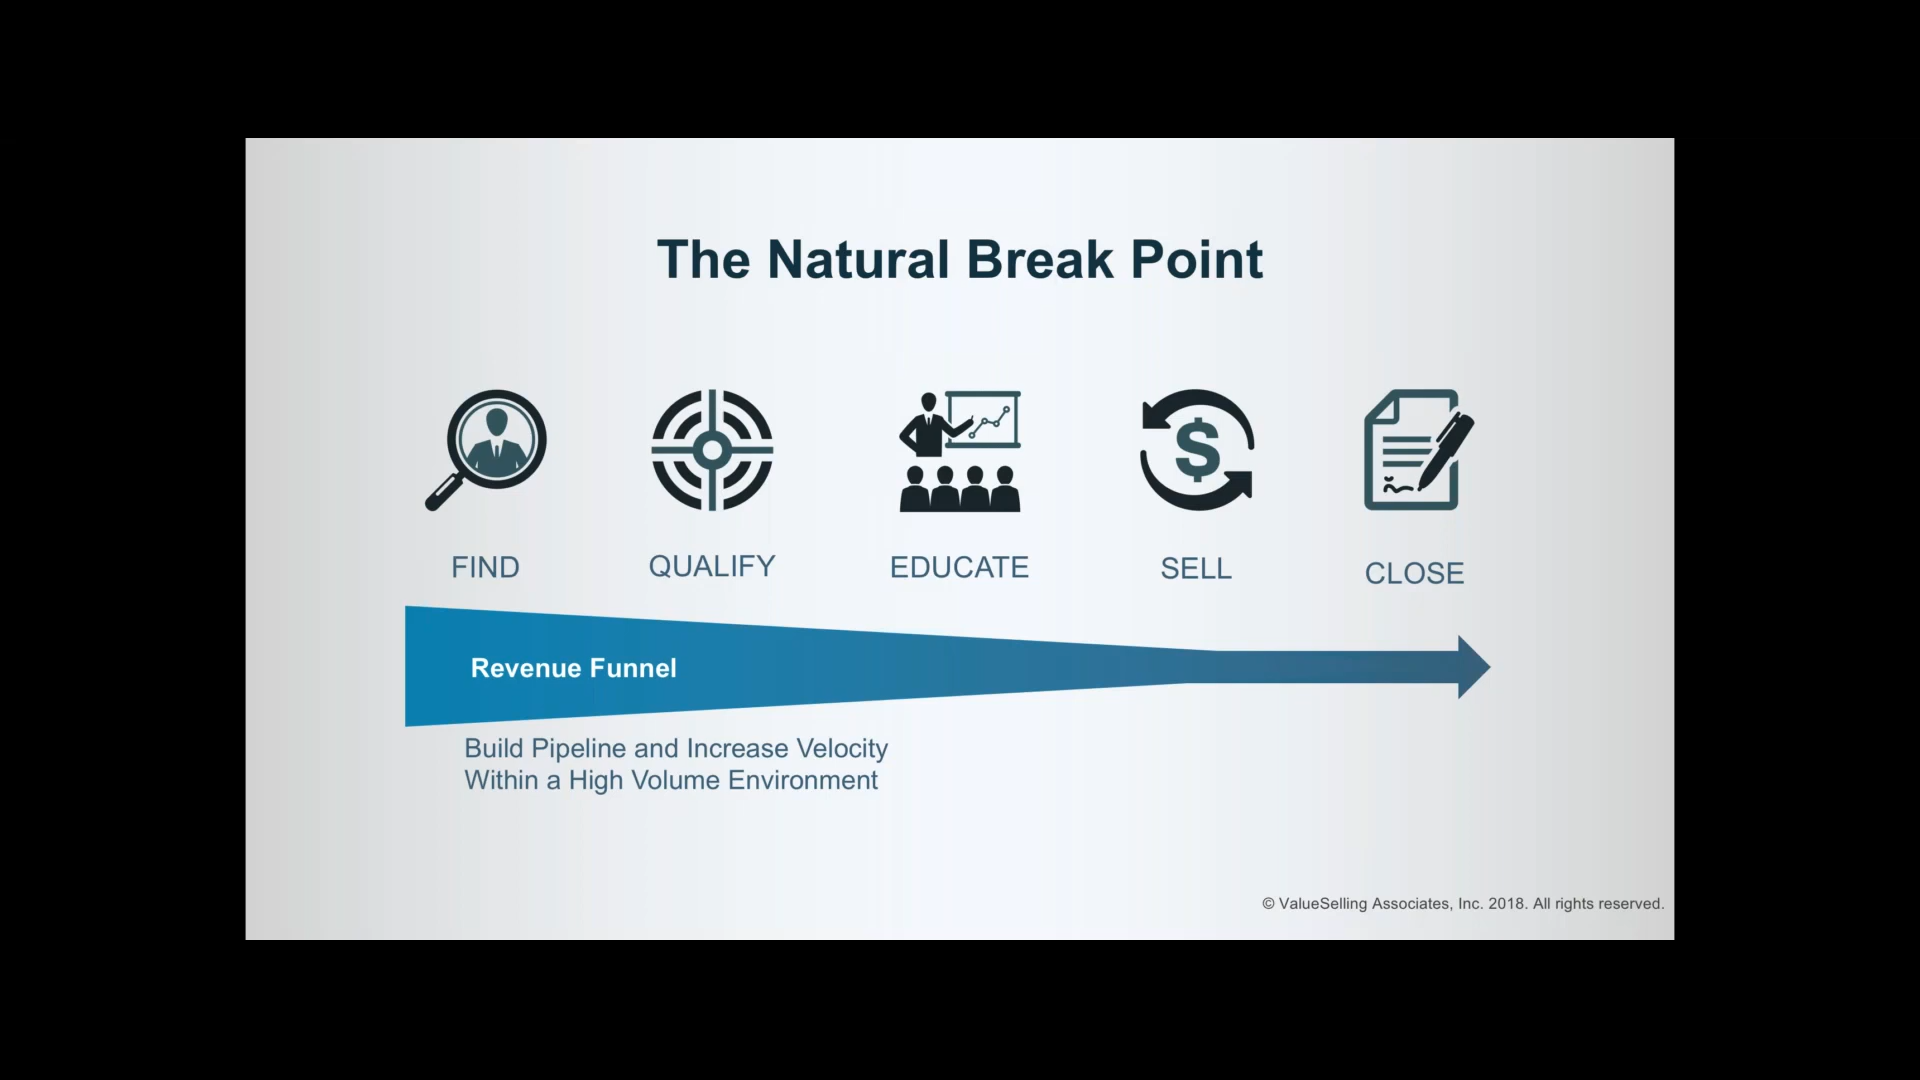 The Natural Break Point
FIND
QUALIFY
EDUCATE
SELL
CLOSE
Revenue Funnel
Build Pipeline and Increase Velocity
Within a High Volume Environment
© ValueSelling Associates, Inc. 2018. All rights reserved.